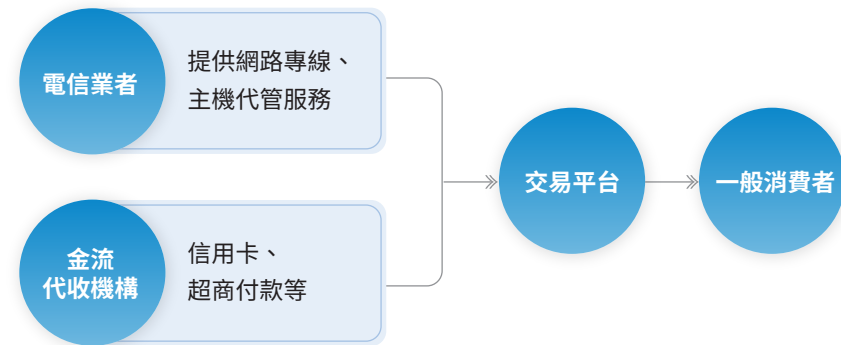 電信業者
提供網路專線、
主機代管服務
金流
代收機構
信用卡、
超商付款等
交易平台
一般消費者